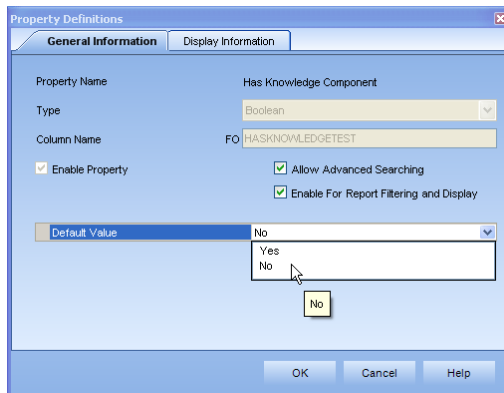 Property Definitions
General Information Display Information
Property Name Has Knowledge Component
Type Boolean
Column Name FO HASKNOWLEDGETEST
Enable Property Allow Advanced Searching
Enable For Report Filtering and Display
Default Value No
Yes
No
No
OK Cancel Help